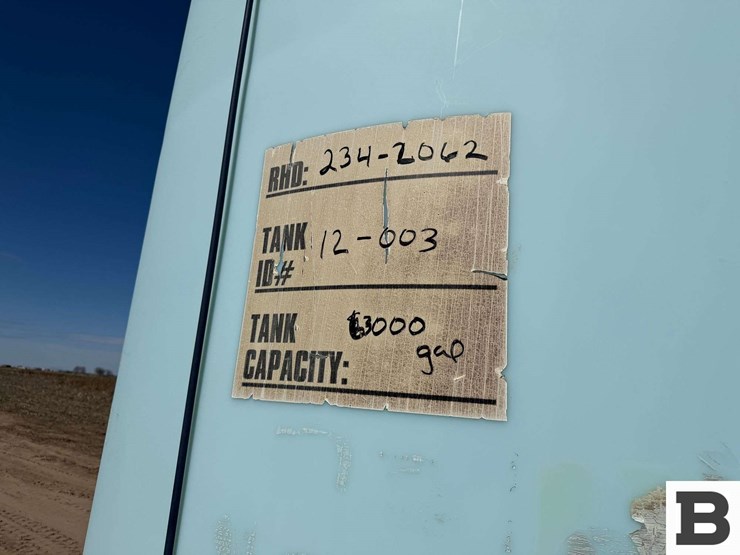 RHD: 234-2062
TANK 12-003
ID#
TANK 3000
CAPACITY: gal
B